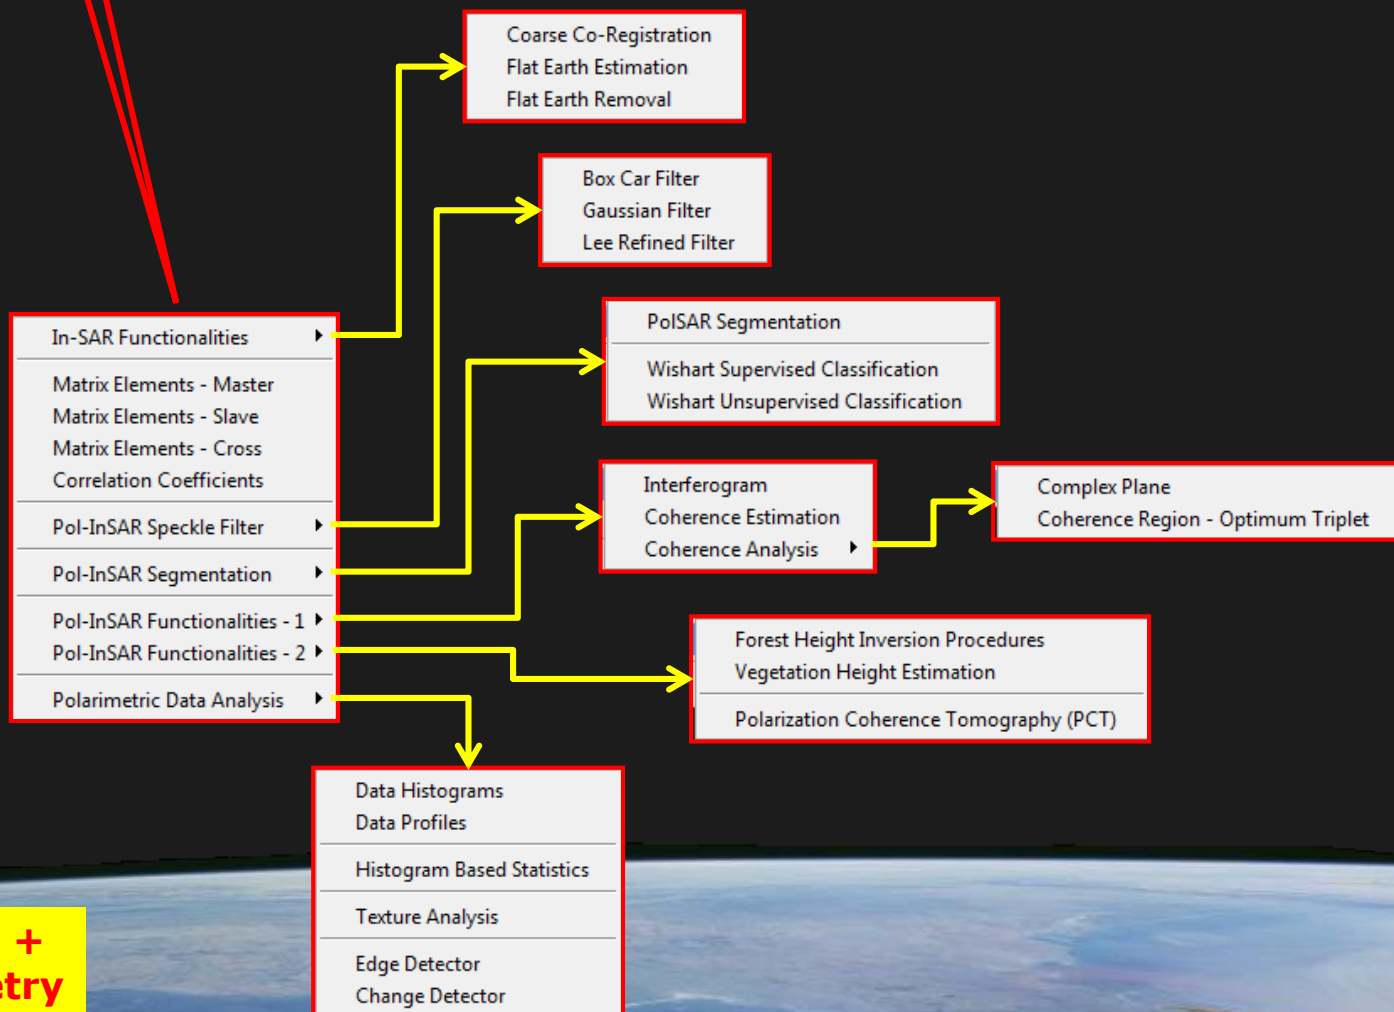 Coarse Co-Registration
Flat Earth Estimation
Flat Earth Removal
Box Car Filter
Gaussian Filter
Lee Refined Filter
In-SAR Functionalities
Matrix Elements - Master
Matrix Elements - Slave
Matrix Elements - Cross
Correlation Coefficients
Pol-InSAR Speckle Filter
Pol-InSAR Segmentation
Pol-InSAR Functionalities - 1
Pol-InSAR Functionalities - 2
Polarimetric Data Analysis
PolSAR Segmentation
Wishart Supervised Classification
Wishart Unsupervised Classification
Interferogram
Coherence Estimation
Coherence Analysis
Complex Plane
Coherence Region - Optimum Triplet
Forest Height Inversion Procedures
Vegetation Height Estimation
Polarization Coherence Tomography (PCT)
Data Histograms
Data Profiles
Histogram Based Statistics
Texture Analysis
Edge Detector
Change Detector
+
etry